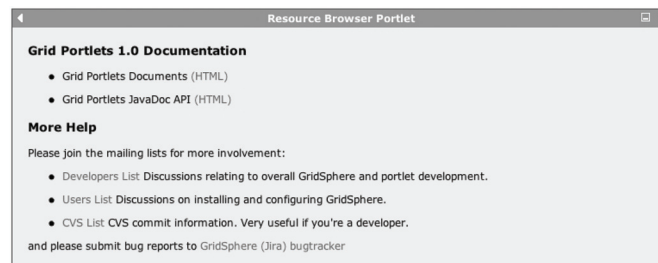 Resource Browser Portlet
Grid Portlets 1.0 Documentation
• Grid Portlets Documents (HTML)
• Grid Portlets JavaDoc API (HTML)
More Help
Please join the mailing lists for more involvement:
• Developers List Discussions relating to overall GridSphere and portlet development.
• Users List Discussions on installing and configuring GridSphere.
• CVS List CVS commit information. Very useful if you're a developer.
and please submit bug reports to GridSphere (Jira) bugtracker